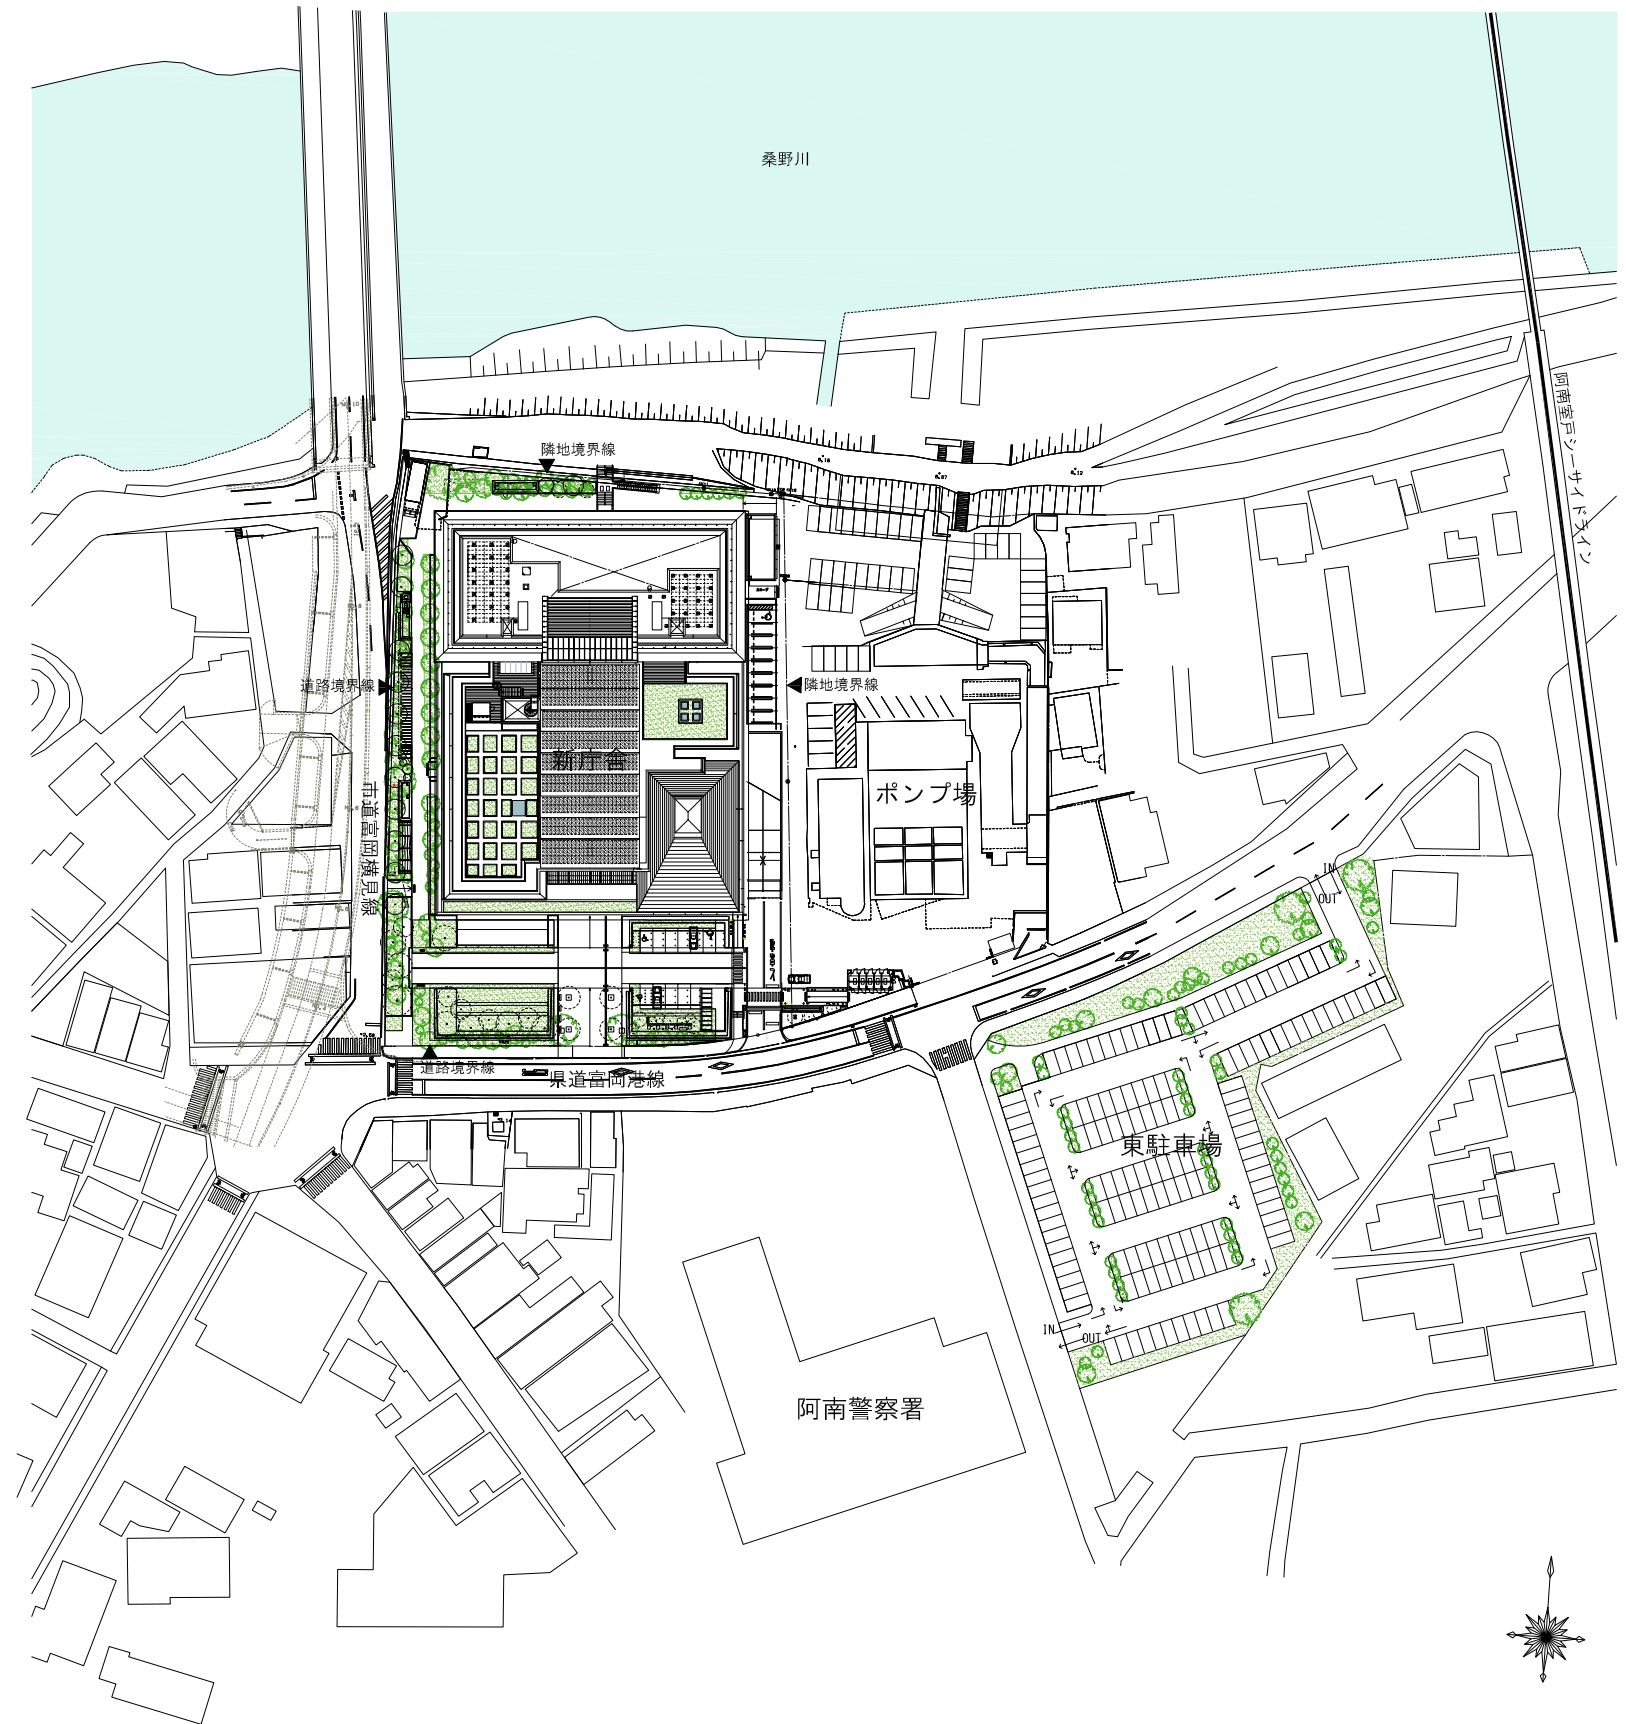 桑野川
阿南室戸シーサイドライン
隣地境界線
道路境界線
隣地境界線
新庁舎
ポンプ場
市道富岡横見線
IN
OUT
道路境界線
県道富岡港線
東駐車場
IN
OUT
阿南警察署